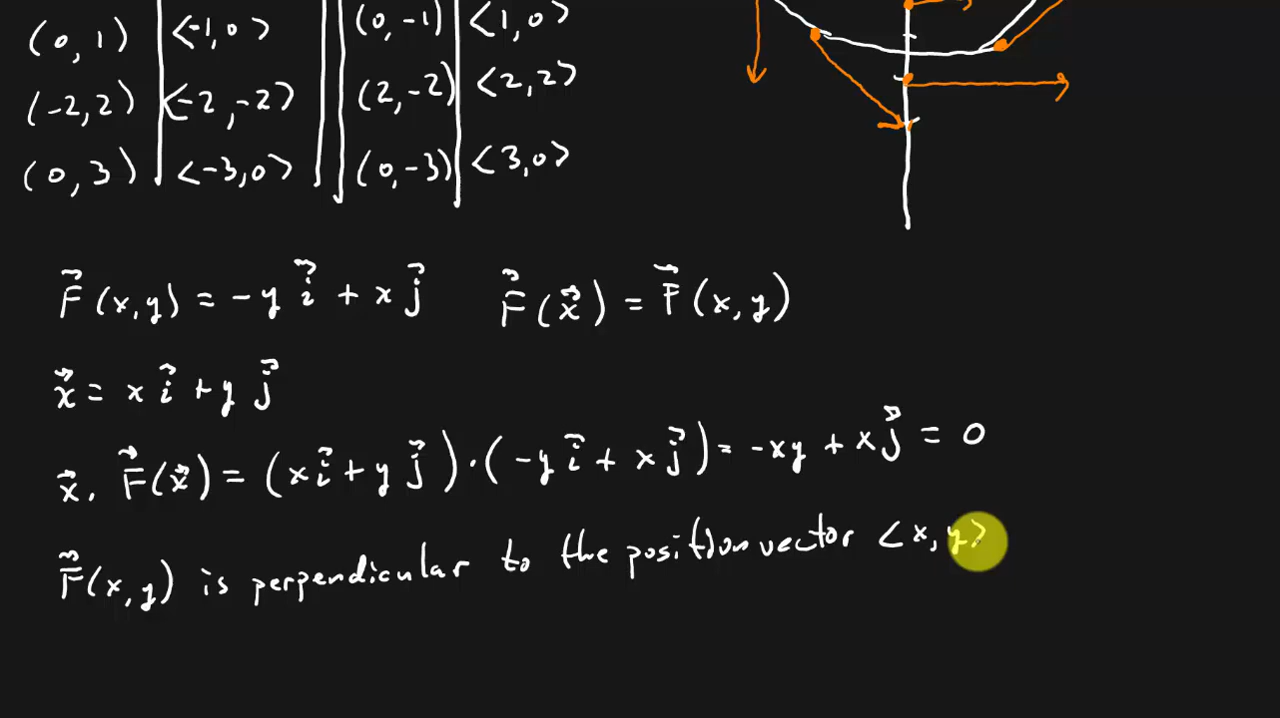 (0, 1) <-1, 0> (0, -1) <1, 0>
(-2, 2) <-2, -2> (2, -2) <2, 2>
(0, 3) <-3, 0> (0, -3) <3, 0>
F⃗(x, y) = -y i⃗ + x j⃗ F⃗(x⃗) = F⃗(x, y)
x⃗ = x i⃗ + y j⃗
x⃗ . F⃗(x⃗) = (x i⃗ + y j⃗) · (-y i⃗ + x j⃗) = -xy + x j⃗ = 0
F⃗(x, y) is perpendicular to the position vector <x, y>